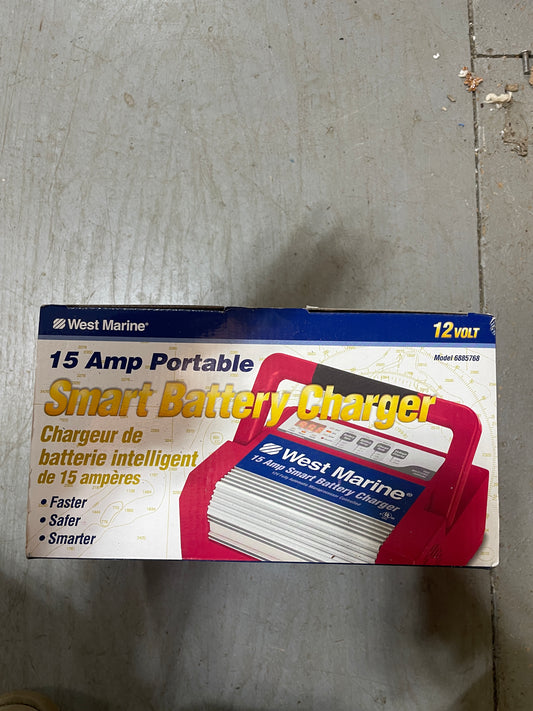 West Marine®
12 VOLT
15 Amp Portable
Model 6885768
Smart Battery Charger
Chargeur de
batterie intelligent
de 15 ampères
• Faster
• Safer
• Smarter
West Marine®
15 Amp Smart Battery Charger